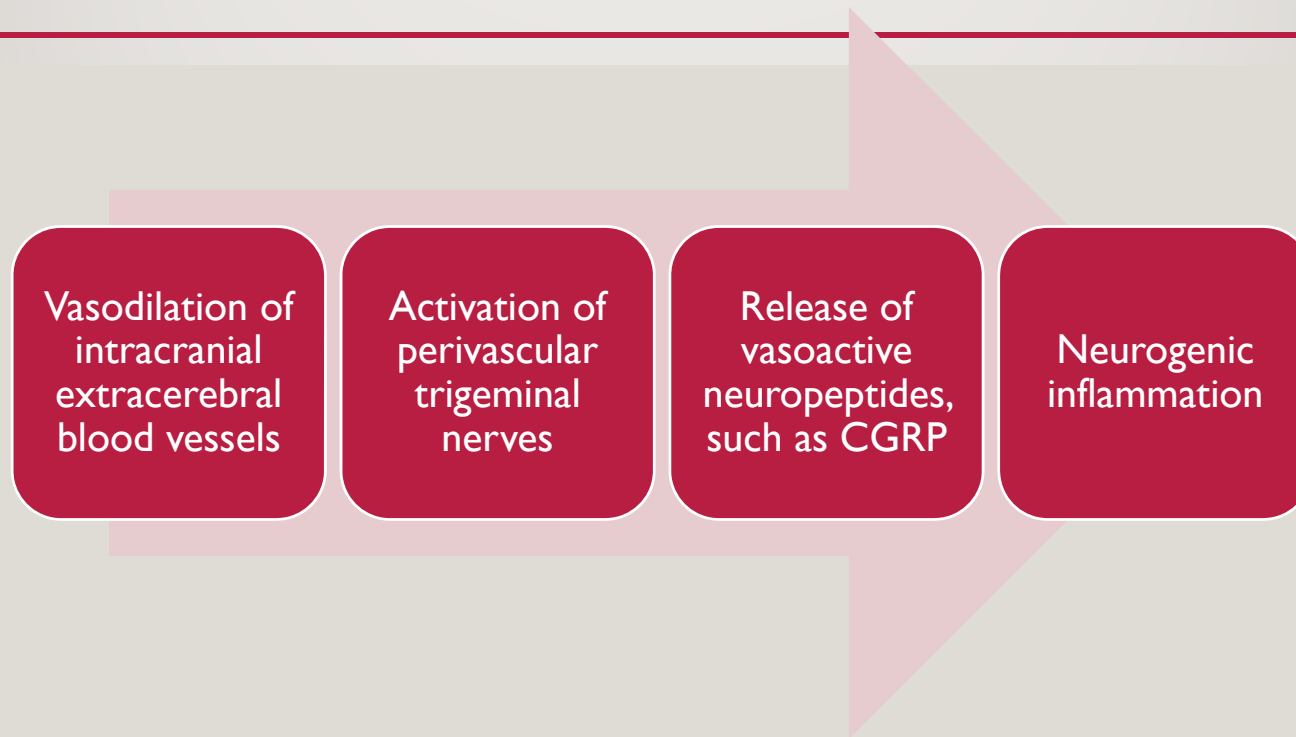 Vasodilation of
intracranial
extracerebral
blood vessels
Activation of
perivascular
trigeminal
nerves
Release of
vasoactive
neuropeptides,
such as CGRP
Neurogenic
inflammation